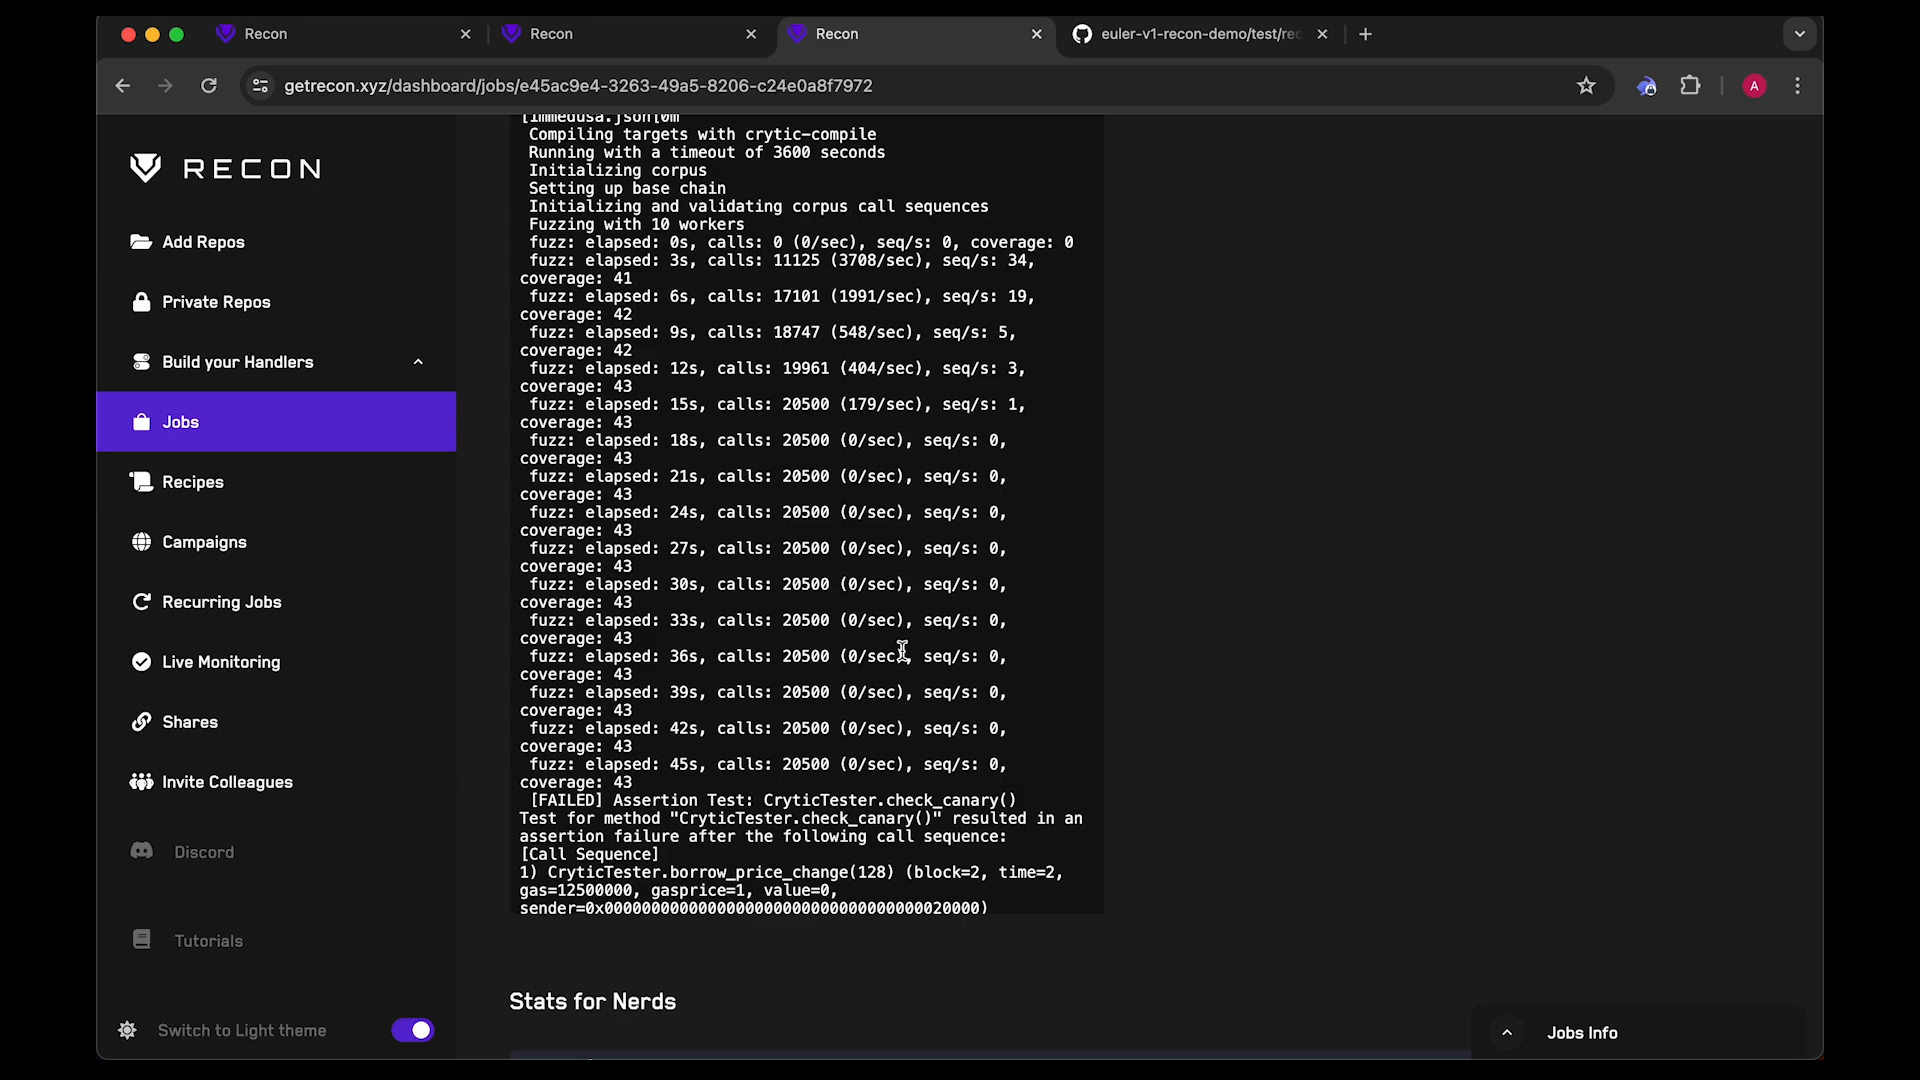 Recon
Recon
Recon
euler-v1-recon-demo/test/rec
getrecon.xyz/dashboard/jobs/e45ac9e4-3263-49a5-8206-c24e0a8f7972
A
RECON
Add Repos
Private Repos
Build your Handlers
Jobs
Recipes
Campaigns
Recurring Jobs
Live Monitoring
Shares
Invite Colleagues
Discord
Tutorials
Switch to Light theme
[1mmedusa.json[0m
Compiling targets with crytic-compile
Running with a timeout of 3600 seconds
Initializing corpus
Setting up base chain
Initializing and validating corpus call sequences
Fuzzing with 10 workers
fuzz: elapsed: 0s, calls: 0 (0/sec), seq/s: 0, coverage: 0
fuzz: elapsed: 3s, calls: 11125 (3708/sec), seq/s: 34,
coverage: 41
fuzz: elapsed: 6s, calls: 17101 (1991/sec), seq/s: 19,
coverage: 42
fuzz: elapsed: 9s, calls: 18747 (548/sec), seq/s: 5,
coverage: 42
fuzz: elapsed: 12s, calls: 19961 (404/sec), seq/s: 3,
coverage: 43
fuzz: elapsed: 15s, calls: 20500 (179/sec), seq/s: 1,
coverage: 43
fuzz: elapsed: 18s, calls: 20500 (0/sec), seq/s: 0,
coverage: 43
fuzz: elapsed: 21s, calls: 20500 (0/sec), seq/s: 0,
coverage: 43
fuzz: elapsed: 24s, calls: 20500 (0/sec), seq/s: 0,
coverage: 43
fuzz: elapsed: 27s, calls: 20500 (0/sec), seq/s: 0,
coverage: 43
fuzz: elapsed: 30s, calls: 20500 (0/sec), seq/s: 0,
coverage: 43
fuzz: elapsed: 33s, calls: 20500 (0/sec), seq/s: 0,
coverage: 43
fuzz: elapsed: 36s, calls: 20500 (0/sec), seq/s: 0,
coverage: 43
fuzz: elapsed: 39s, calls: 20500 (0/sec), seq/s: 0,
coverage: 43
fuzz: elapsed: 42s, calls: 20500 (0/sec), seq/s: 0,
coverage: 43
fuzz: elapsed: 45s, calls: 20500 (0/sec), seq/s: 0,
coverage: 43
[FAILED] Assertion Test: CryticTester.check_canary()
Test for method "CryticTester.check_canary()" resulted in an
assertion failure after the following call sequence:
[Call Sequence]
1) CryticTester.borrow_price_change(128) (block=2, time=2,
gas=12500000, gasprice=1, value=0,
sender=0x0000000000000000000000000000000000020000)
Stats for Nerds
Jobs Info